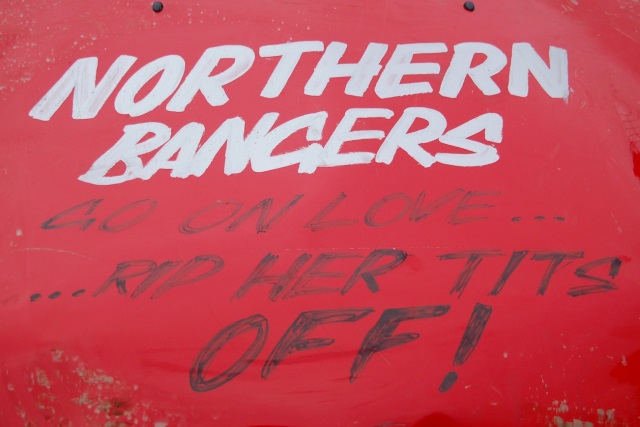 NORTHERN
BANGERS
GO ON LOVE...
...RIP HER TITS
OFF!